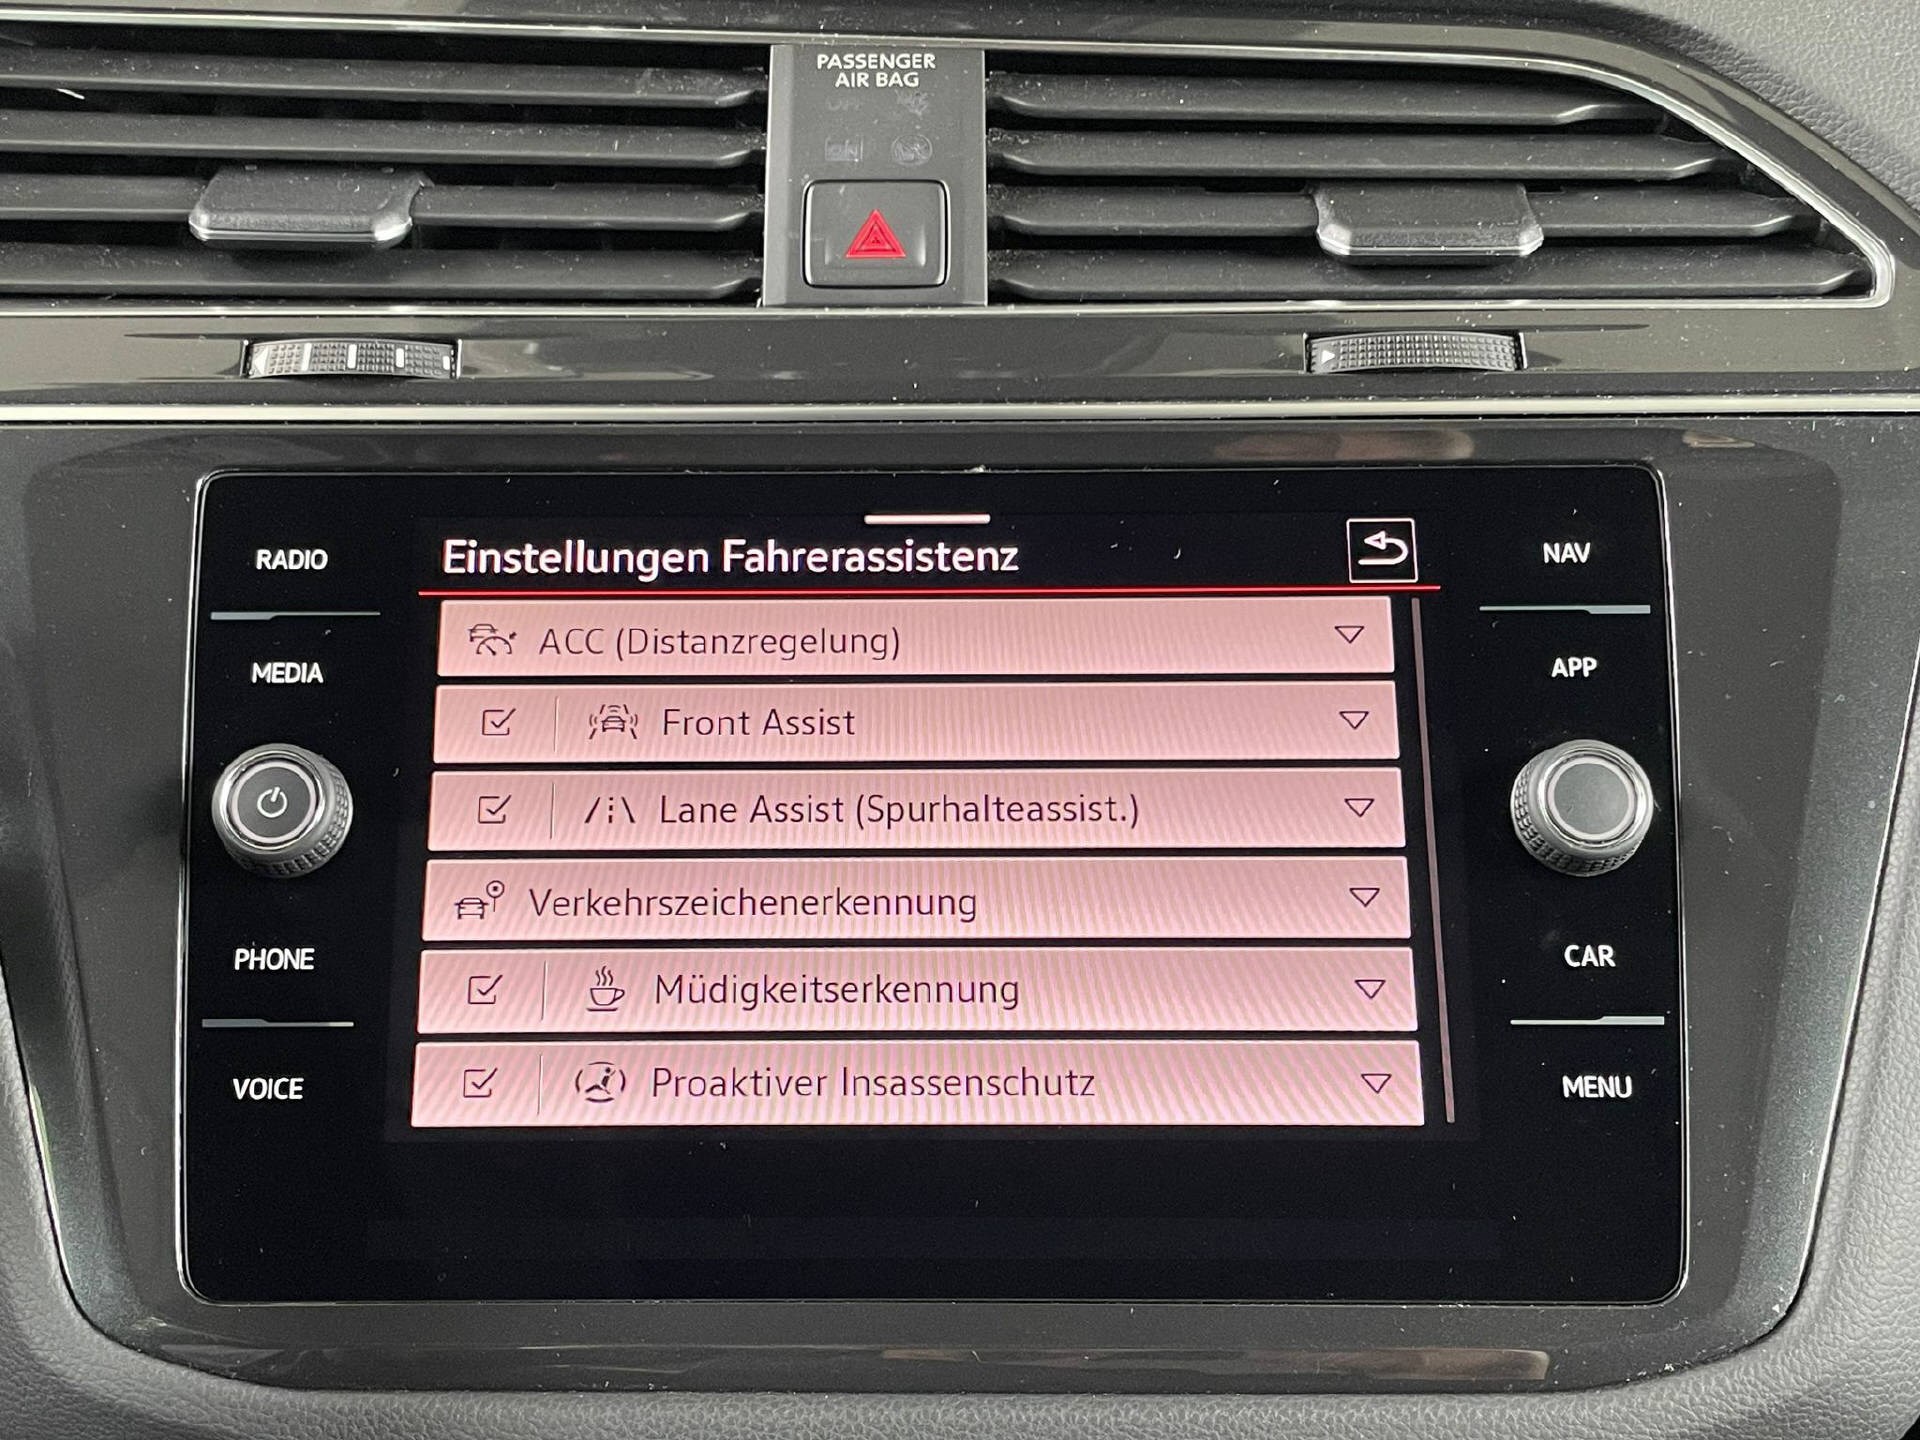 PASSENGER
AIR BAG
RADIO
MEDIA
PHONE
VOICE
Einstellungen Fahrerassistenz
ACC (Distanzregelung)
Front Assist
Lane Assist (Spurhalteassist.)
Verkehrszeichenerkennung
Müdigkeitserkennung
Proaktiver Insassenschutz
NAV
APP
CAR
MENU